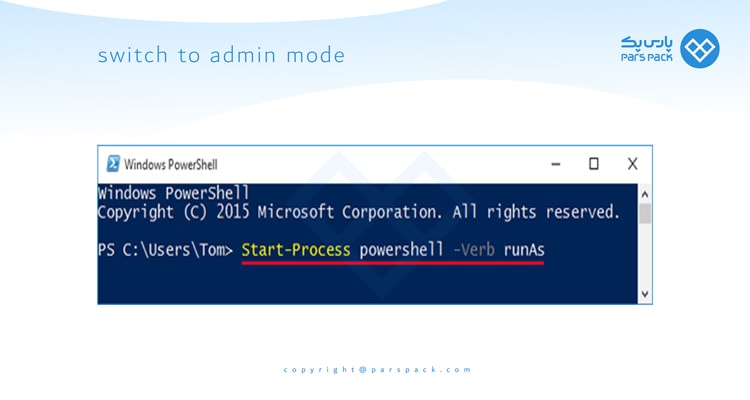 switch to admin mode
پارس پک
PARS PACK
Windows PowerShell
Windows PowerShell
Copyright (C) 2015 Microsoft Corporation. All rights reserved.
PS C:\Users\Tom> Start-Process powershell -Verb runAs
copyright@parspack.com